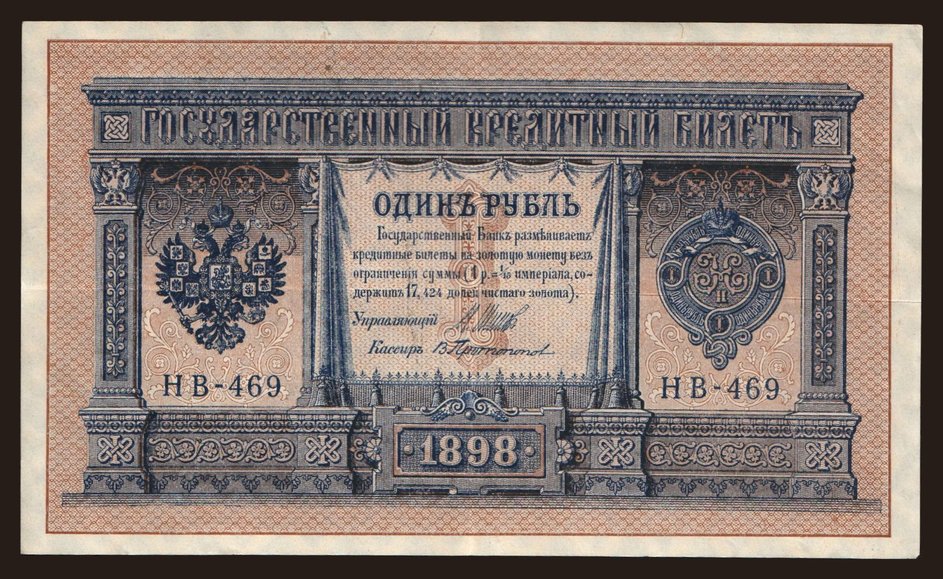 ГОСУДАРСТВЕННЫЙ КРЕДИТНЫЙ БИЛЕТЪ
ОДИНЪ РУБЛЬ
Государственный Банкъ размѣниваетъ
кредитные билеты на золотую монету безъ
ограниченія суммы (1 р. = 1/15 имперіала, со-
держитъ 17,424 долей чистаго золота).
Управляющій
Кассиръ
НВ-469
НВ-469
1898